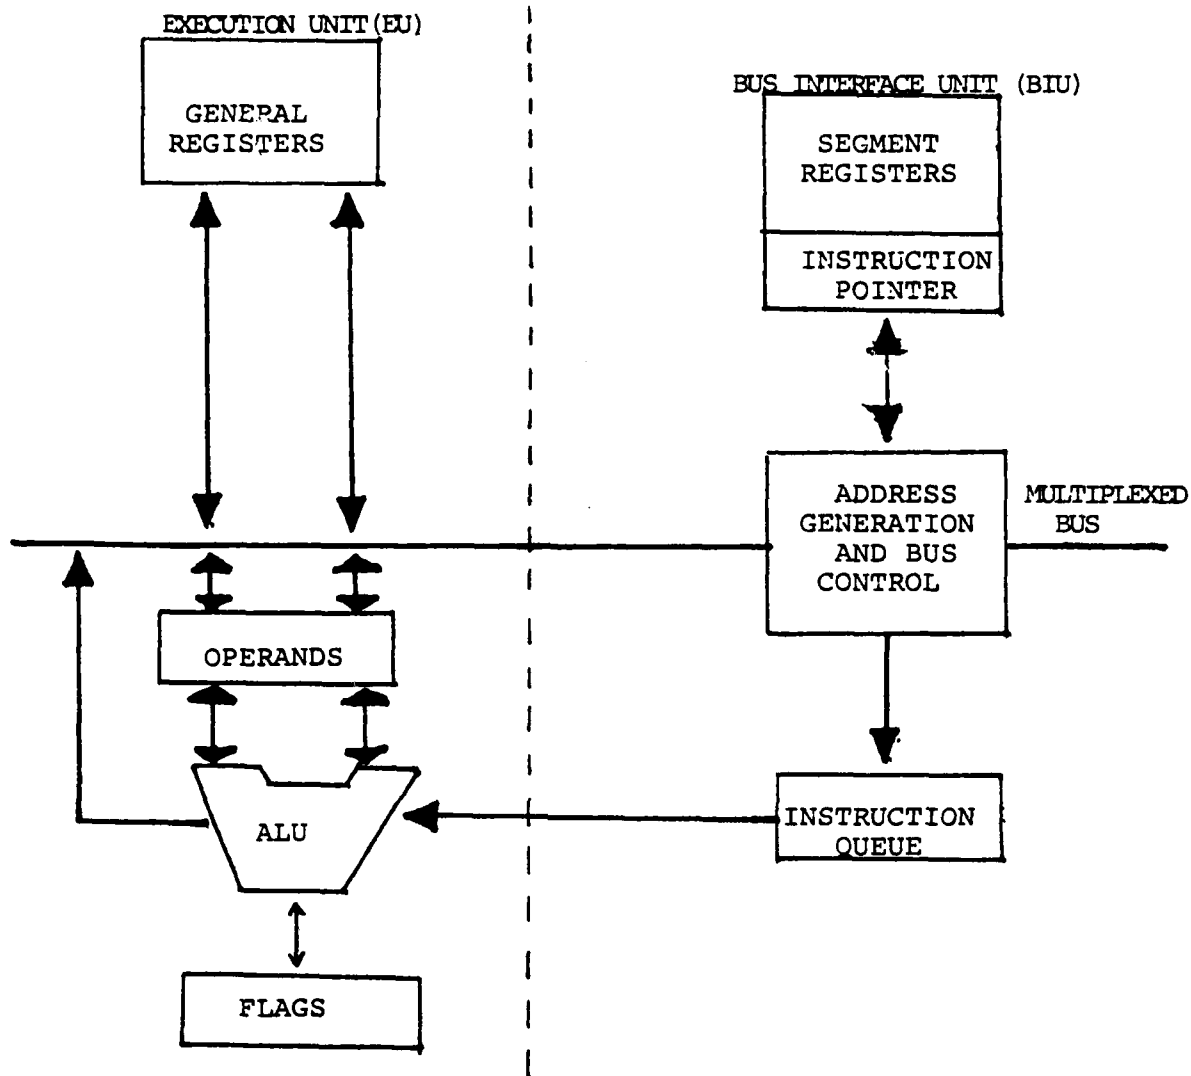 EXECUTION UNIT(EU)
GENERAL
REGISTERS
BUS INTERFACE UNIT (BIU)
SEGMENT
REGISTERS
INSTRUCTION
POINTER
ADDRESS
GENERATION
AND BUS
CONTROL
MULTIPLEXED
BUS
OPERANDS
ALU
INSTRUCTION
QUEUE
FLAGS